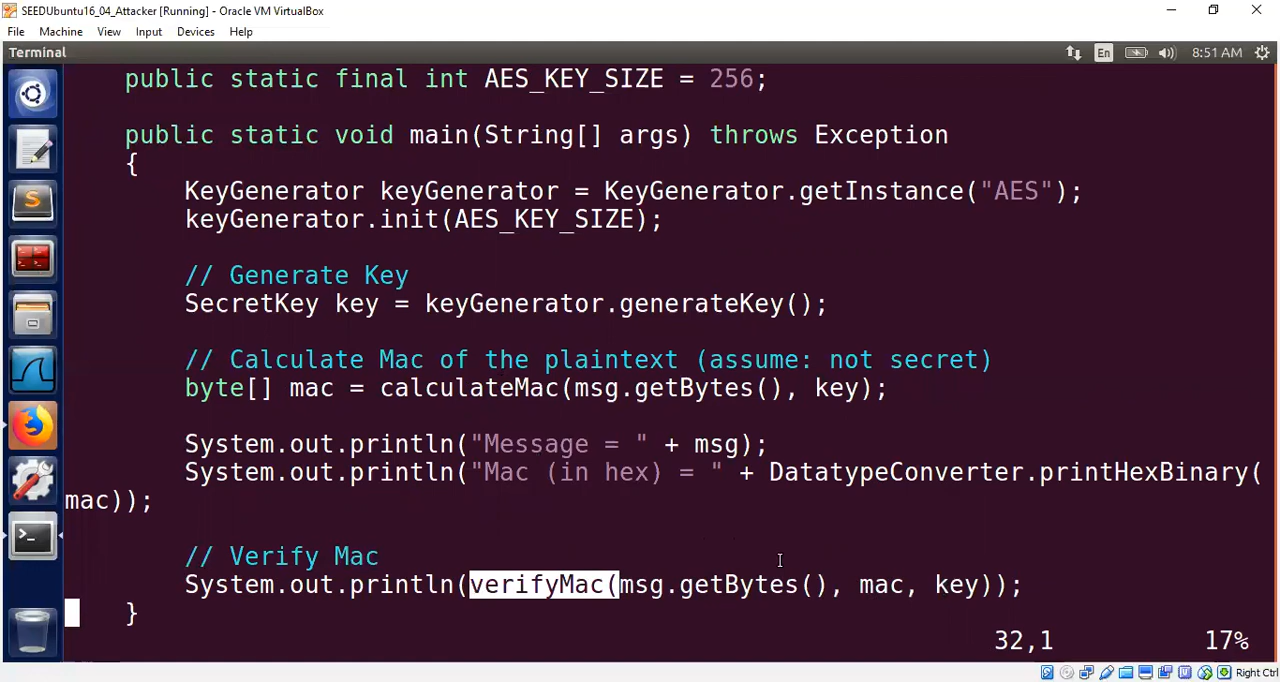 SEEDUbuntu16_04_Attacker [Running] - Oracle VM VirtualBox
File Machine View Input Devices Help
Terminal En 8:51 AM
public static final int AES_KEY_SIZE = 256;
public static void main(String[] args) throws Exception
{
KeyGenerator keyGenerator = KeyGenerator.getInstance("AES");
keyGenerator.init(AES_KEY_SIZE);
// Generate Key
SecretKey key = keyGenerator.generateKey();
// Calculate Mac of the plaintext (assume: not secret)
byte[] mac = calculateMac(msg.getBytes(), key);
System.out.println("Message = " + msg);
System.out.println("Mac (in hex) = " + DatatypeConverter.printHexBinary(
mac));
// Verify Mac
System.out.println(verifyMac(msg.getBytes(), mac, key));
}
32,1 17%
Right Ctrl